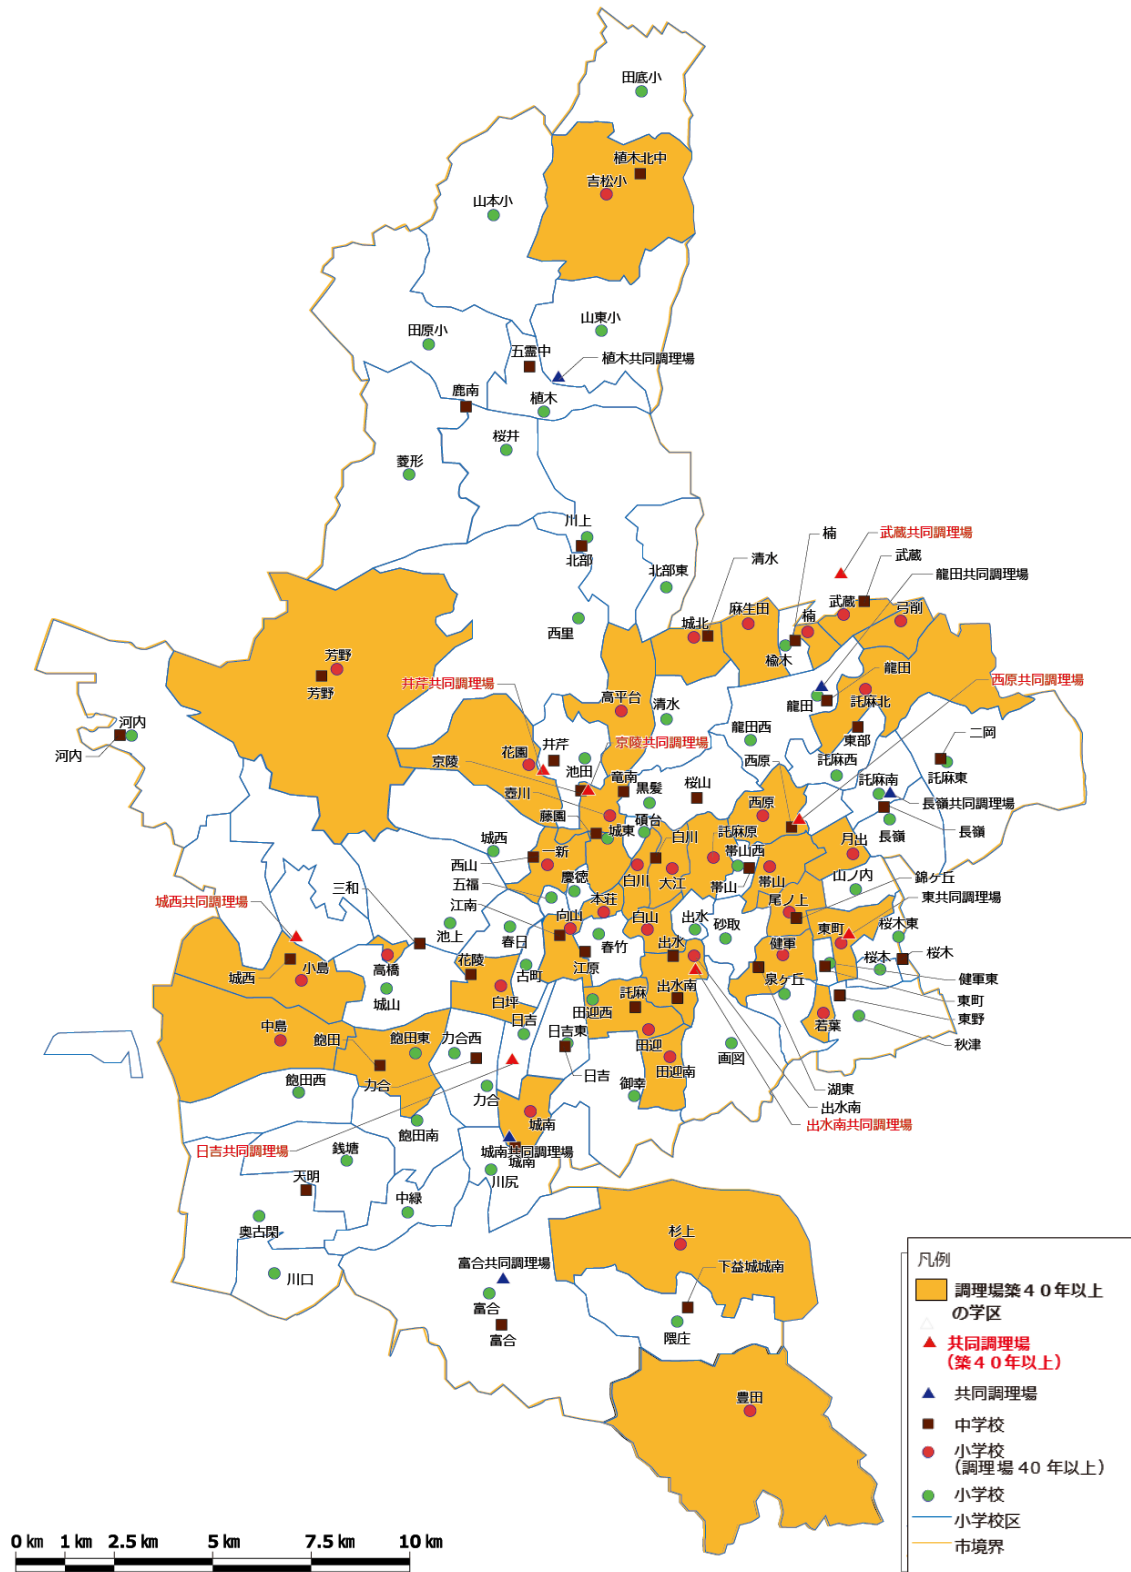 田底小
植木北中
吉松小
山本小
山東小
田原小
五霊中
植木共同調理場
鹿南
植木
桜井
菱形
川上
北部
北部東
西里
楠
武蔵共同調理場
武蔵
清水
龍田共同調理場
麻生田
城北
楠
武蔵
弓削
楡木
龍田
芳野
芳野
井芹共同調理場
高平台
清水
龍田
託麻北
西原共同調理場
河内
河内
京陵
花園
井芹
京陵共同調理場
龍田西
東部
二岡
池田
託麻西
託麻東
西原
壺川
竜南
黒髪
桜山
託麻南
長嶺共同調理場
藤園
城東
碩台
西原
長嶺
長嶺
城西
白川
託麻原
月出
西山
一新
帯山西
山ノ内
錦ケ丘
五福
慶徳
白川
大江
帯山
帯山
東共同調理場
三和
江南
本荘
尾ノ上
城西共同調理場
向山
白山
出水
砂取
東町
桜木東
池上
春日
春竹
出水
健軍
桜木
桜木
城西
小島
高橋
花陵
古町
江原
泉ケ丘
健軍東
城山
白坪
田迎西
託麻
出水南
若葉
東町
東野
中島
飽田
飽田東
力合西
日吉
日吉東
田迎
秋津
画図
飽田西
力合
力合
日吉
御幸
田迎南
湖東
出水南
出水南共同調理場
飽田南
城南
日吉共同調理場
城南共同調理場
城南
銭塘
川尻
天明
中緑
奥古閑
杉上
川口
富合共同調理場
下益城城南
富合
富合
隈庄
豊田
凡例
調理場築40年以上
の学区
共同調理場
(築40年以上)
共同調理場
中学校
小学校
(調理場 40 年以上)
小学校
小学校区
市境界
0 km 1 km 2.5 km 5 km 7.5 km 10 km